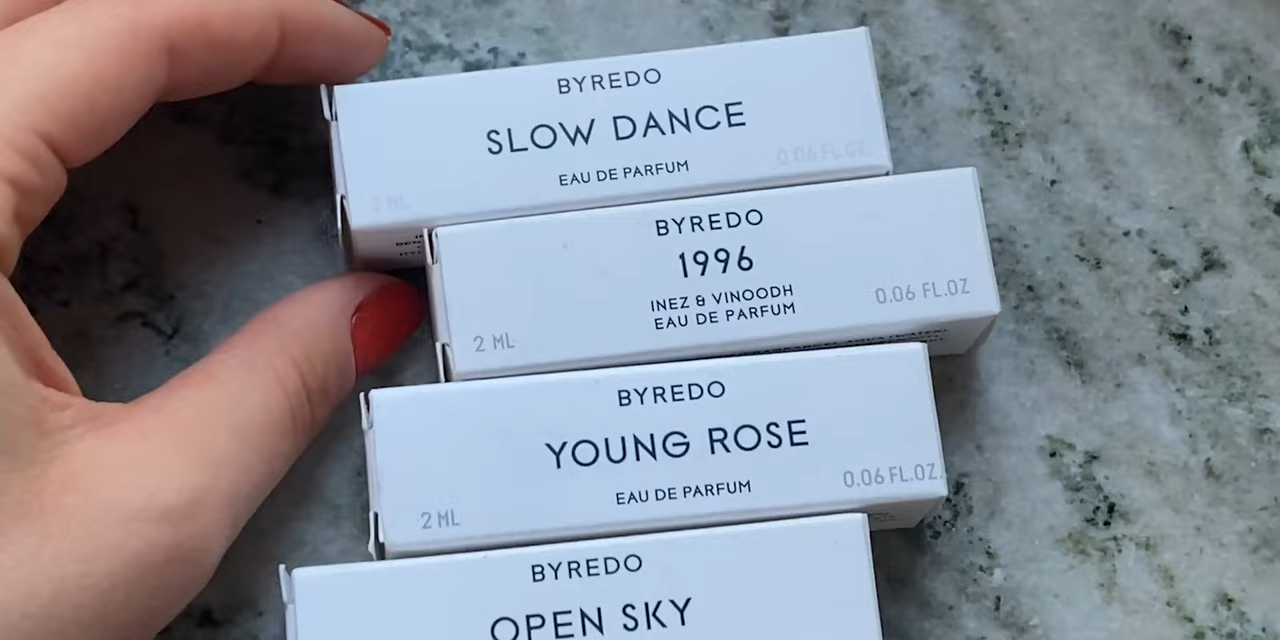 BYREDO
SLOW DANCE
EAU DE PARFUM
2 ML
0.06 FL.OZ
BYREDO
1996
INEZ & VINOODH
EAU DE PARFUM
2 ML
0.06 FL.OZ
BYREDO
YOUNG ROSE
EAU DE PARFUM
2 ML
0.06 FL.OZ.
BYREDO
OPEN SKY